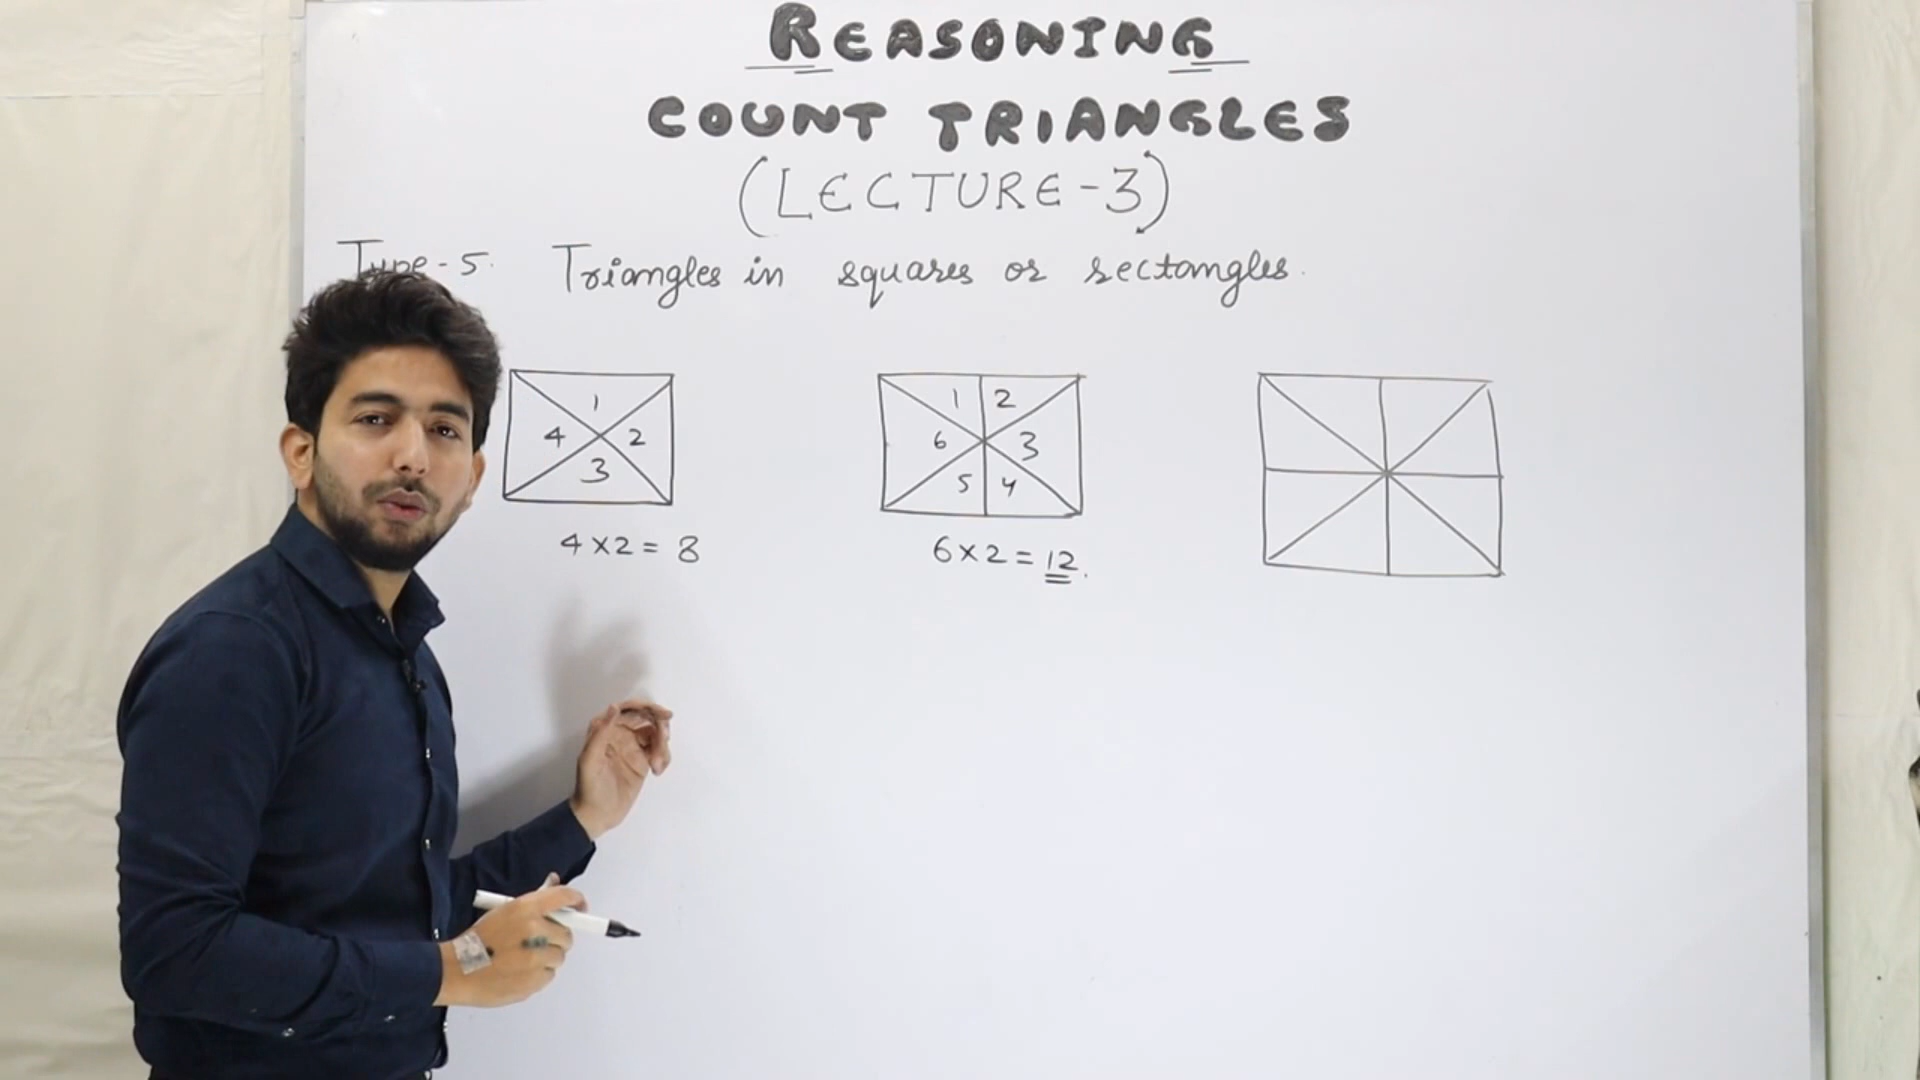 REASONING
COUNT TRIANGLES
(LECTURE-3)
Type-5. Triangles in squares or rectangles.
1
4 2
3
4×2=8
1 2
6 3
5 4
6×2=12.